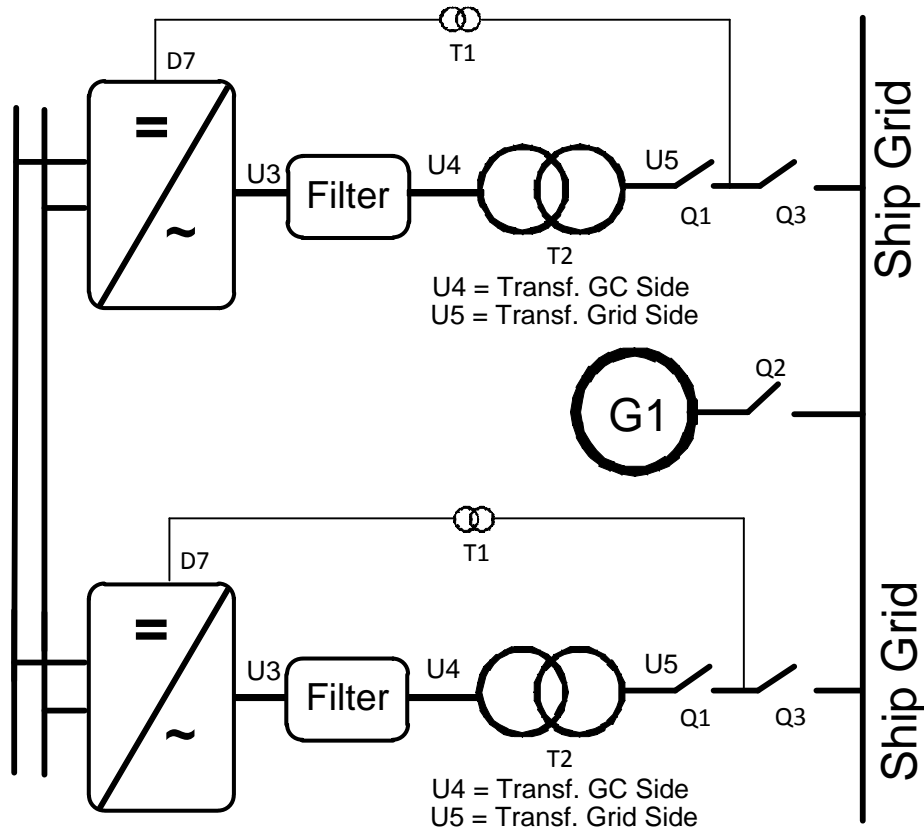 T1
D7
=
~
U3
Filter
U4
T2
U5
Q1
Q3
Ship Grid
U4 = Transf. GC Side
U5 = Transf. Grid Side
G1
Q2
T1
D7
=
~
U3
Filter
U4
T2
U5
Q1
Q3
Ship Grid
U4 = Transf. GC Side
U5 = Transf. Grid Side